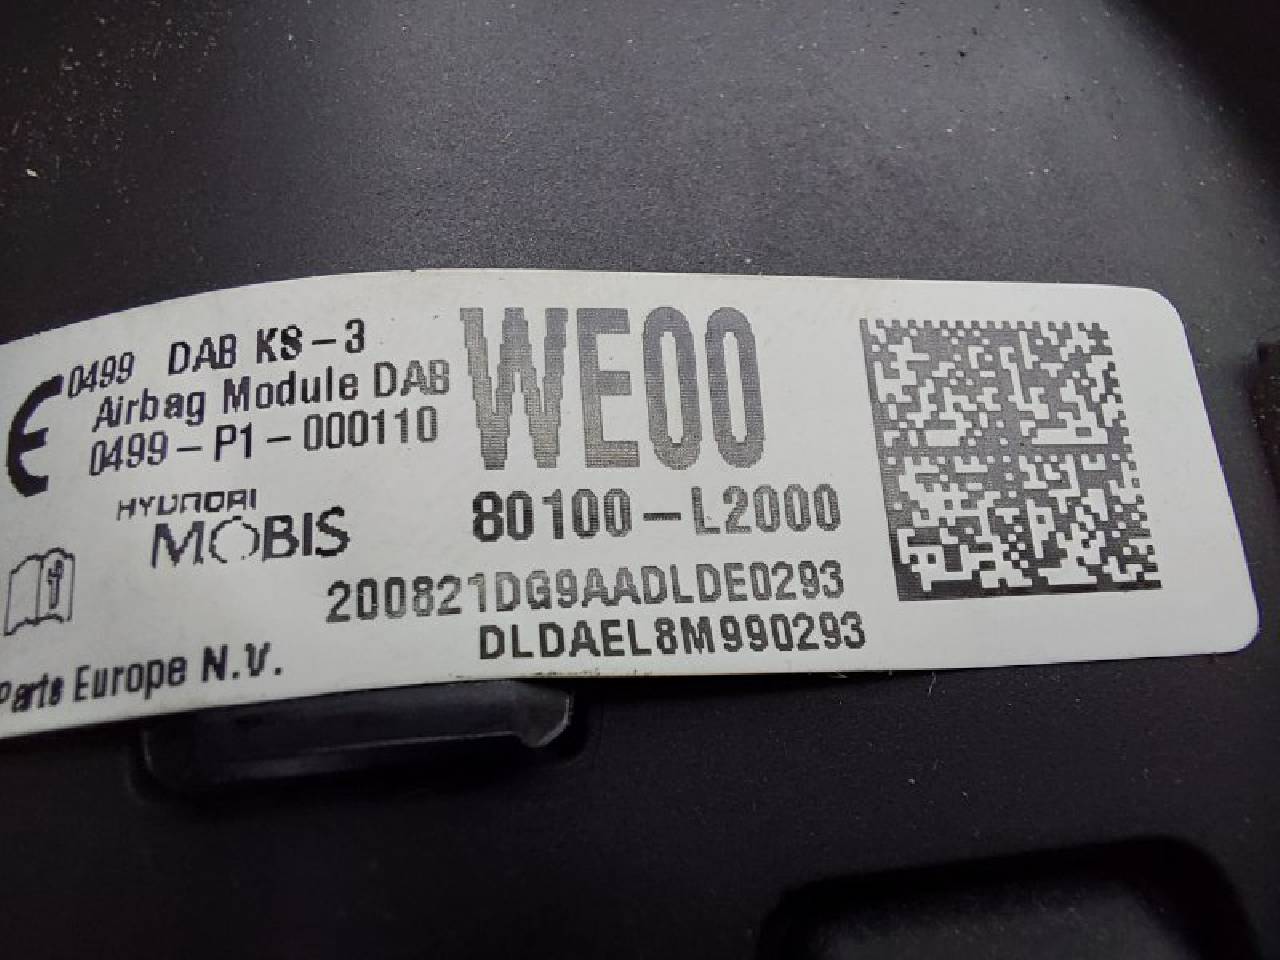 0499 DAB KS-3
Airbag Module DAB
0499-P1-000110
WE00
HYUNDAI
MOBIS
80100-L2000
200821DG9AADLDE0293
DLDAEL8M990293
Parts Europe N.V.